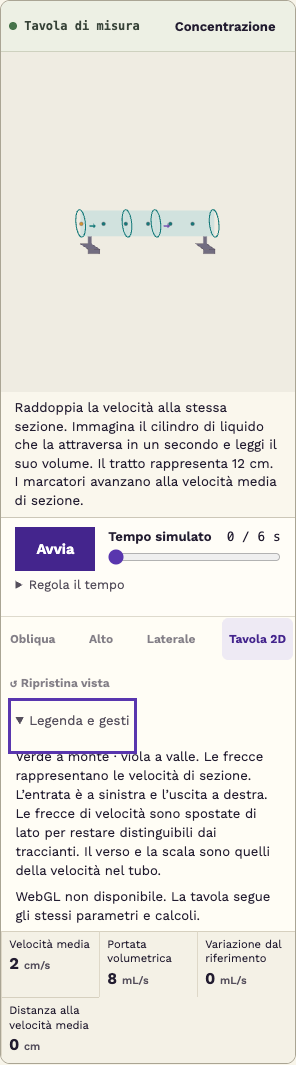 Tavola di misura
Concentrazione
Raddoppia la velocità alla stessa
sezione. Immagina il cilindro di liquido
che la attraversa in un secondo e leggi il
suo volume. Il tratto rappresenta 12 cm.
I marcatori avanzano alla velocità media
di sezione.
Avvia
Tempo simulato 0 / 6 s
▶ Regola il tempo
Obliqua Alto Laterale Tavola 2D
↺ Ripristina vista
▼ Legenda e gesti
Verde a monte · viola a valle. Le frecce
rappresentano le velocità di sezione.
L'entrata è a sinistra e l'uscita a destra.
Le frecce di velocità sono spostate di
lato per restare distinguibili dai
traccianti. Il verso e la scala sono quelli
della velocità nel tubo.
WebGL non disponibile. La tavola segue
gli stessi parametri e calcoli.
Velocità media
2 cm/s
Portata
volumetrica
8 mL/s
Variazione dal
riferimento
0 mL/s
Distanza alla
velocità media
0 cm